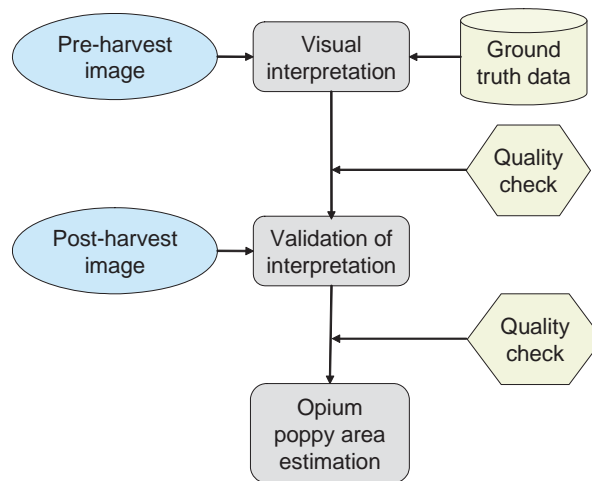 Pre-harvest
image
Visual
interpretation
Ground
truth data
Quality
check
Post-harvest
image
Validation of
interpretation
Quality
check
Opium
poppy area
estimation